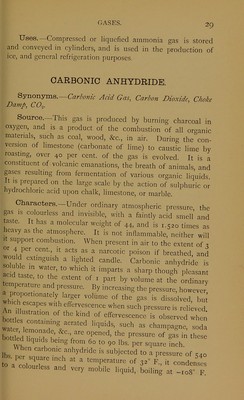 GASES. 29
Uses.—Compressed or liquefied ammonia gas is stored
and conveyed in cylinders, and is used in the production of
ice, and general refrigeration purposes.
CARBONIC ANHYDRIDE.
Synonyms.—Carbonic Acid Gas, Carbon Dioxide, Choke
Damp, CO₂.
Source.—This gas is produced by burning charcoal in
oxygen, and is a product of the combustion of all organic
materials, such as coal, wood, &c., in air. During the con-
version of limestone (carbonate of lime) to caustic lime by
roasting, over 40 per cent. of the gas is evolved. It is a
constituent of volcanic emanations, the breath of animals, and
gases resulting from fermentation of various organic liquids.
It is prepared on the large scale by the action of sulphuric or
hydrochloric acid upon chalk, limestone, or marble.
Characters.—Under ordinary atmospheric pressure, the
gas is colourless and invisible, with a faintly acid smell and
taste. It has a molecular weight of 44, and is 1.520 times as
heavy as the atmosphere. It is not inflammable, neither will
it support combustion. When present in air to the extent of 3
or 4 per cent., it acts as a narcotic poison if breathed, and
would extinguish a lighted candle. Carbonic anhydride is
soluble in water, to which it imparts a sharp though pleasant
acid taste, to the extent of 1 part by volume at the ordinary
temperature and pressure. By increasing the pressure, however,
a proportionately larger volume of the gas is dissolved, but
which escapes with effervescence when such pressure is relieved.
An illustration of the kind of effervescence is observed when
bottles containing aerated liquids, such as champagne, soda
water, lemonade, &c., are opened, the pressure of gas in these
bottled liquids being from 60 to 90 lbs. per square inch.
When carbonic anhydride is subjected to a pressure of 540
lbs. per square inch at a temperature of 32° F., it condenses
to a colourless and very mobile liquid, boiling at −108° F.